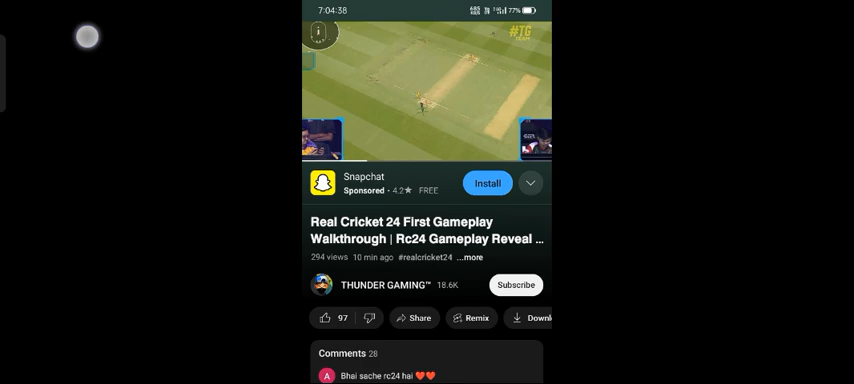 7:04:38
77%
#TG
TEAM
Snapchat
Sponsored • 4.2★ FREE
Install
Real Cricket 24 First Gameplay
Walkthrough | Rc24 Gameplay Reveal ...
294 views 10 min ago #realcricket24 ...more
THUNDER GAMING™ 18.6K
Subscribe
97
Share
Remix
Downl
Comments 28
A
Bhai sache rc24 hai ❤️❤️